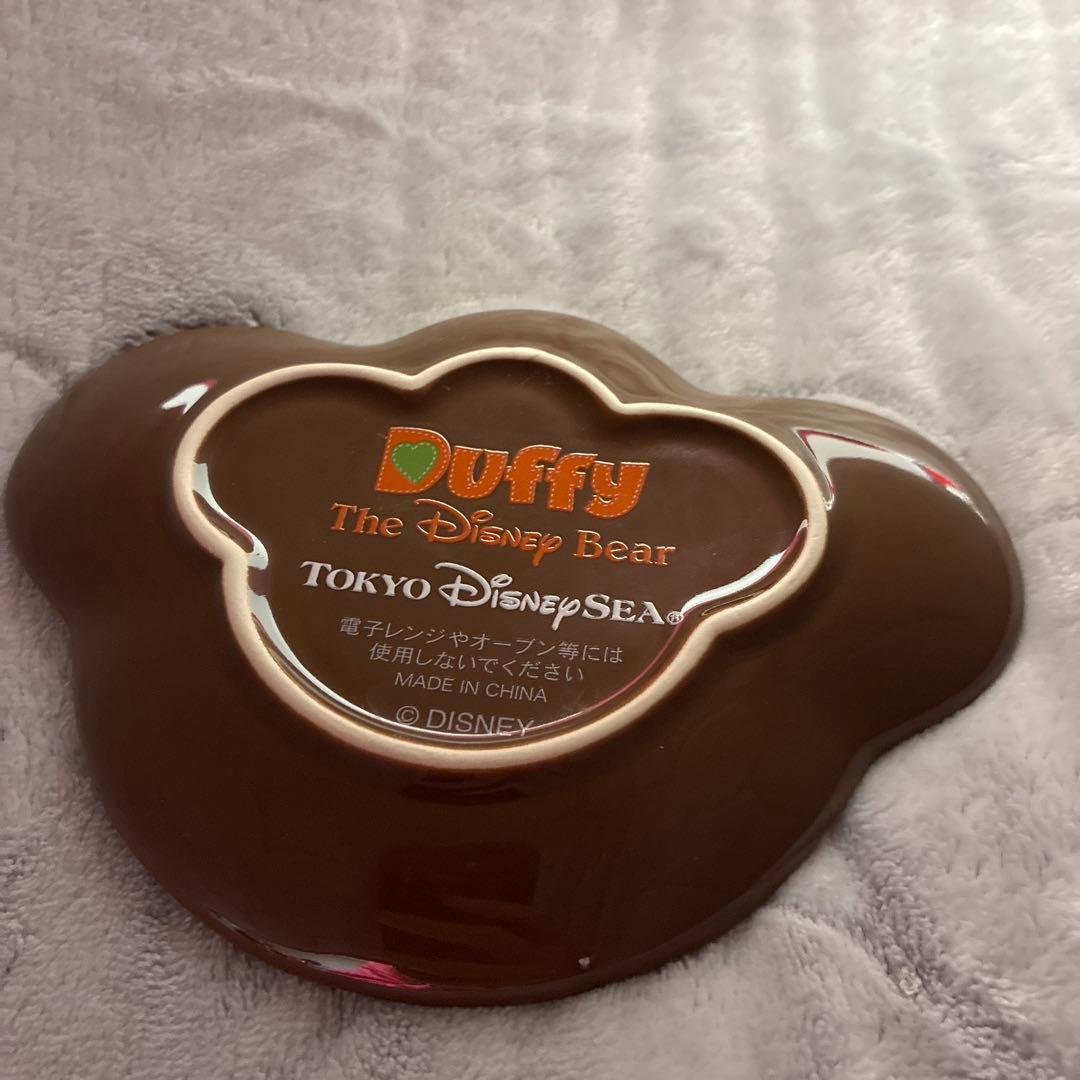 Duffy
The Disney Bear
TOKYO DISNEYSEA®
電子レンジやオーブン等には
使用しないでください
MADE IN CHINA
© DISNEY